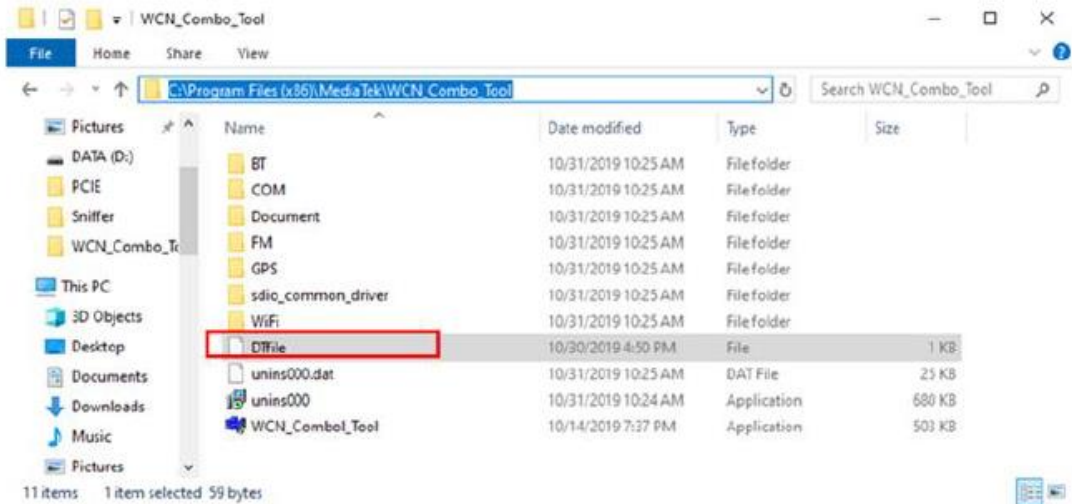 WCN_Combo_Tool
File Home Share View
C:\Program Files (x86)\MediaTek\WCN_Combo_Tool Search WCN_Combo_Tool
Name Date modified Type Size
Pictures
DATA (D:)
PCIE
Sniffer
WCN_Combo_To
This PC
3D Objects
Desktop
Documents
Downloads
Music
Pictures
BT 10/31/2019 10:25 AM File folder
COM 10/31/2019 10:25 AM File folder
Document 10/31/2019 10:25 AM File folder
FM 10/31/2019 10:25 AM File folder
GPS 10/31/2019 10:25 AM File folder
sdio_common_driver 10/31/2019 10:25 AM File folder
WiFi 10/31/2019 10:25 AM File folder
DTfile 10/30/2019 4:50 PM File 1 KB
unins000.dat 10/31/2019 10:25 AM DAT File 25 KB
unins000 10/31/2019 10:24 AM Application 680 KB
WCN_Combol_Tool 10/14/2019 7:37 PM Application 503 KB
11 items 1 item selected 59 bytes